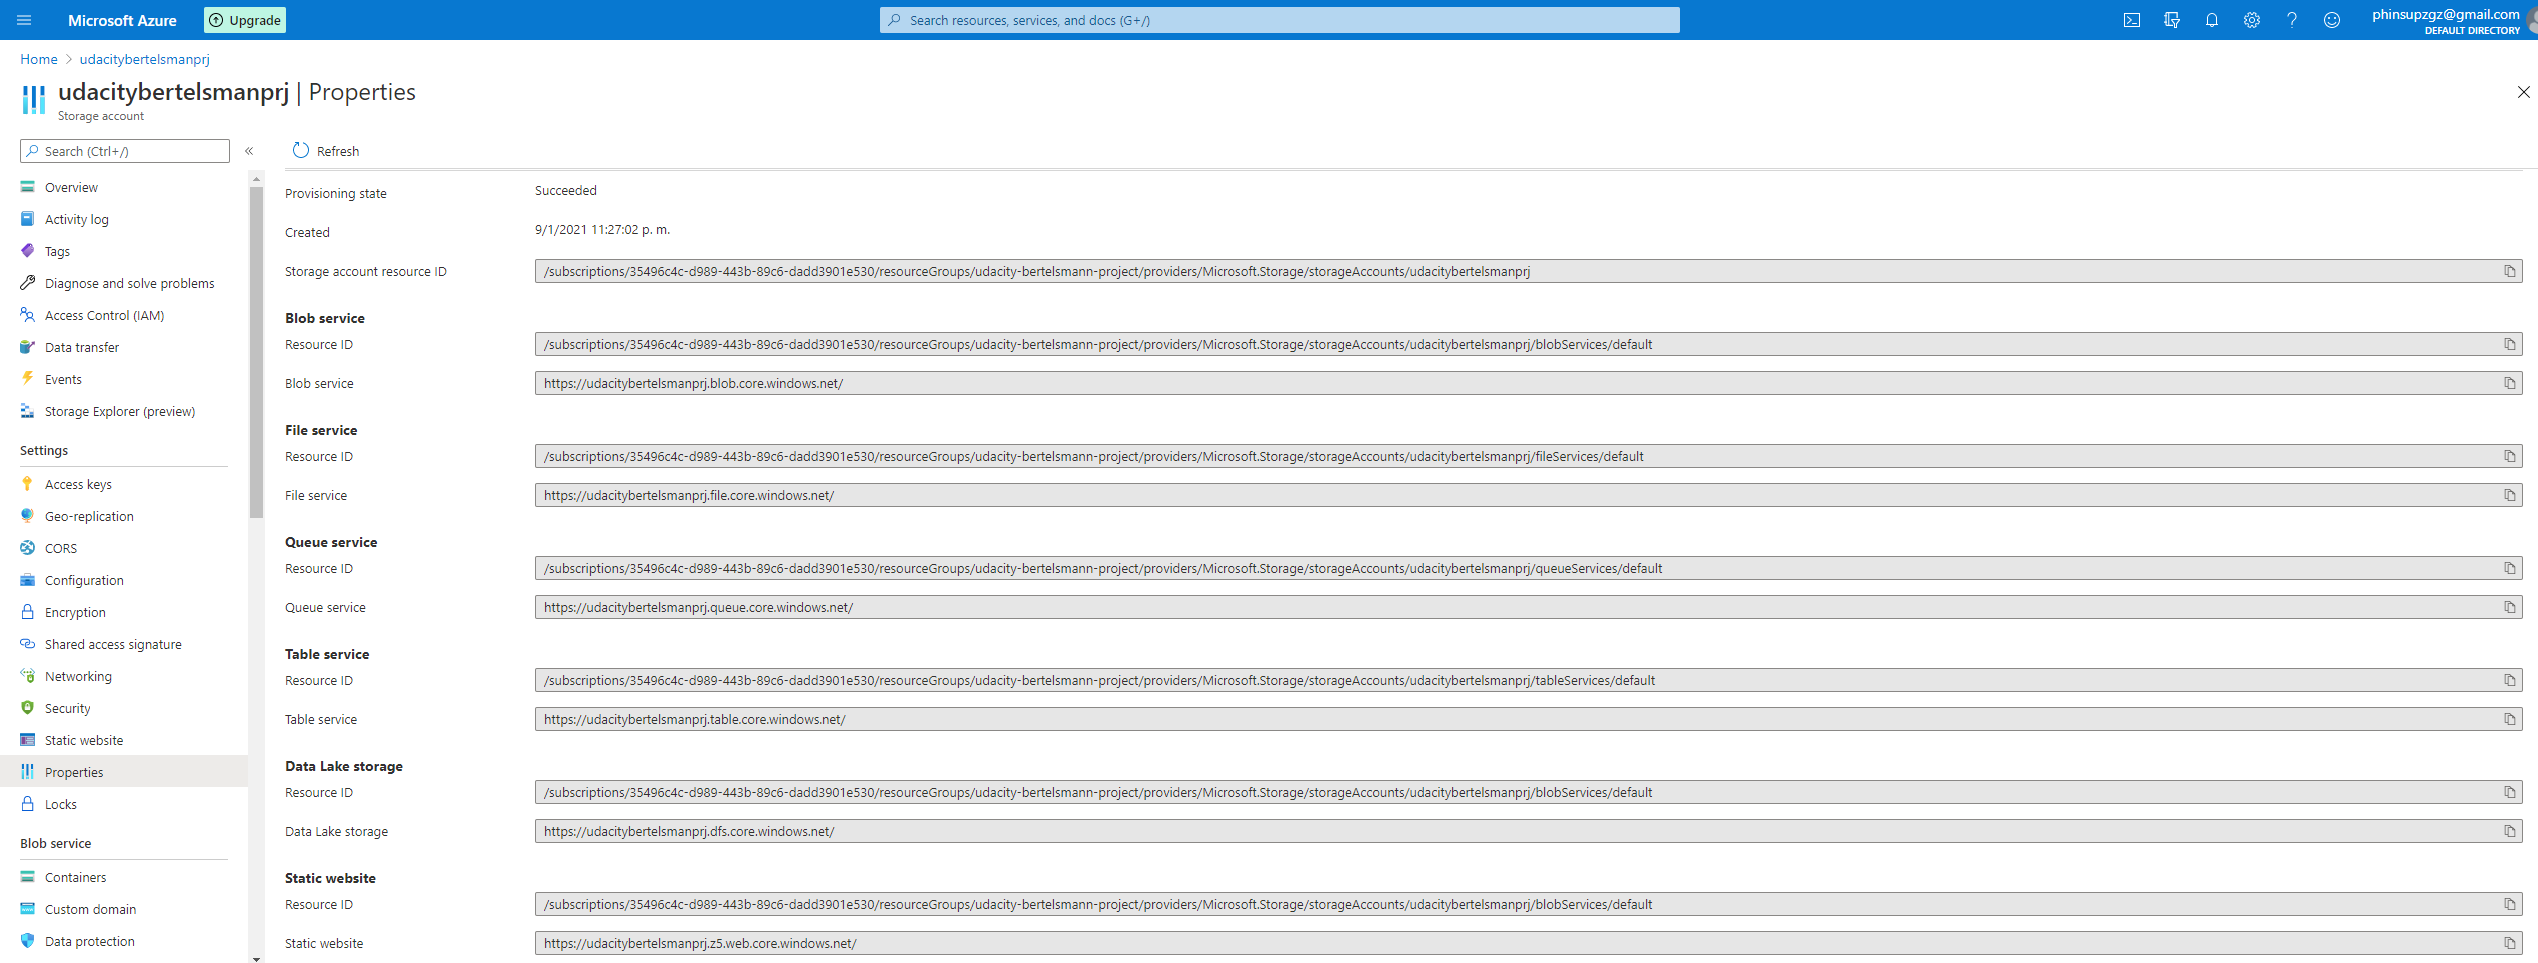 Microsoft Azure
Upgrade
Search resources, services, and docs (G+/)
phinsupzgz@gmail.com
DEFAULT DIRECTORY
Home > udacitybertelsmanprj
udacitybertelsmanprj | Properties
Storage account
Search (Ctrl+/)
«
Overview
Activity log
Tags
Diagnose and solve problems
Access Control (IAM)
Data transfer
Events
Storage Explorer (preview)
Settings
Access keys
Geo-replication
CORS
Configuration
Encryption
Shared access signature
Networking
Security
Static website
Properties
Locks
Blob service
Containers
Custom domain
Data protection
Refresh
Provisioning state
Succeeded
Created
9/1/2021 11:27:02 p. m.
Storage account resource ID
/subscriptions/35496c4c-d989-443b-89c6-dadd3901e530/resourceGroups/udacity-bertelsmann-project/providers/Microsoft.Storage/storageAccounts/udacitybertelsmanprj
Blob service
Resource ID
/subscriptions/35496c4c-d989-443b-89c6-dadd3901e530/resourceGroups/udacity-bertelsmann-project/providers/Microsoft.Storage/storageAccounts/udacitybertelsmanprj/blobServices/default
Blob service
https://udacitybertelsmanprj.blob.core.windows.net/
File service
Resource ID
/subscriptions/35496c4c-d989-443b-89c6-dadd3901e530/resourceGroups/udacity-bertelsmann-project/providers/Microsoft.Storage/storageAccounts/udacitybertelsmanprj/fileServices/default
File service
https://udacitybertelsmanprj.file.core.windows.net/
Queue service
Resource ID
/subscriptions/35496c4c-d989-443b-89c6-dadd3901e530/resourceGroups/udacity-bertelsmann-project/providers/Microsoft.Storage/storageAccounts/udacitybertelsmanprj/queueServices/default
Queue service
https://udacitybertelsmanprj.queue.core.windows.net/
Table service
Resource ID
/subscriptions/35496c4c-d989-443b-89c6-dadd3901e530/resourceGroups/udacity-bertelsmann-project/providers/Microsoft.Storage/storageAccounts/udacitybertelsmanprj/tableServices/default
Table service
https://udacitybertelsmanprj.table.core.windows.net/
Data Lake storage
Resource ID
/subscriptions/35496c4c-d989-443b-89c6-dadd3901e530/resourceGroups/udacity-bertelsmann-project/providers/Microsoft.Storage/storageAccounts/udacitybertelsmanprj/blobServices/default
Data Lake storage
https://udacitybertelsmanprj.dfs.core.windows.net/
Static website
Resource ID
/subscriptions/35496c4c-d989-443b-89c6-dadd3901e530/resourceGroups/udacity-bertelsmann-project/providers/Microsoft.Storage/storageAccounts/udacitybertelsmanprj/blobServices/default
Static website
https://udacitybertelsmanprj.z5.web.core.windows.net/